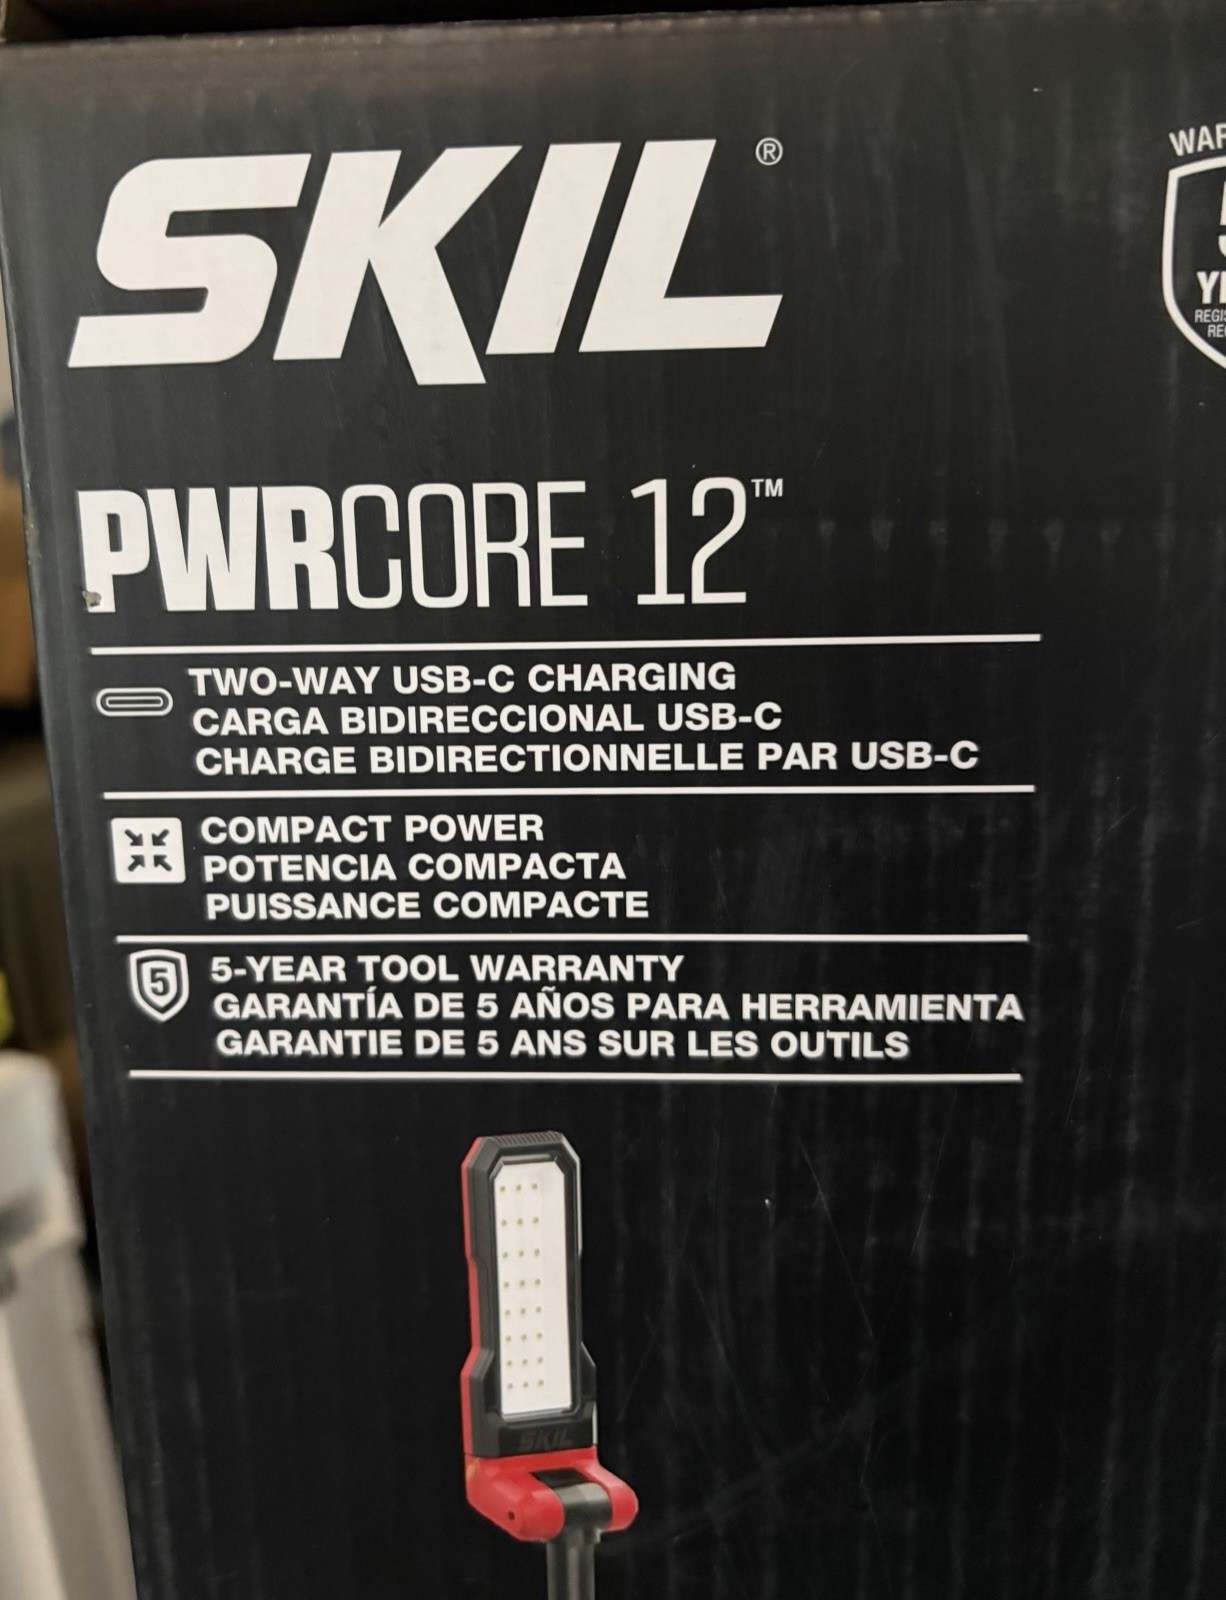 SKIL®
PWRCORE 12™
TWO-WAY USB-C CHARGING
CARGA BIDIRECCIONAL USB-C
CHARGE BIDIRECTIONNELLE PAR USB-C
COMPACT POWER
POTENCIA COMPACTA
PUISSANCE COMPACTE
5
5-YEAR TOOL WARRANTY
GARANTÍA DE 5 AÑOS PARA HERRAMIENTA
GARANTIE DE 5 ANS SUR LES OUTILS
SKIL